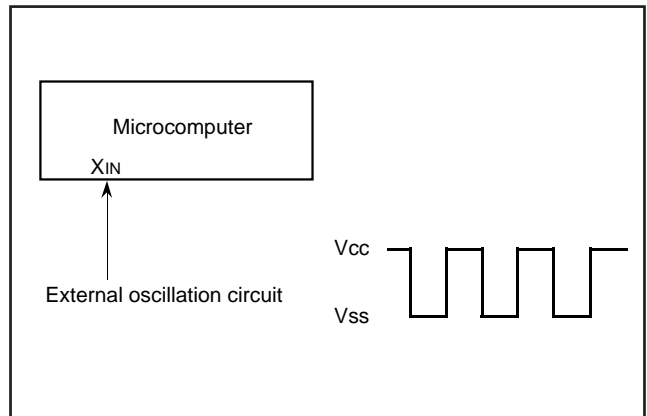 Microcomputer
XIN
External oscillation circuit
Vcc
Vss